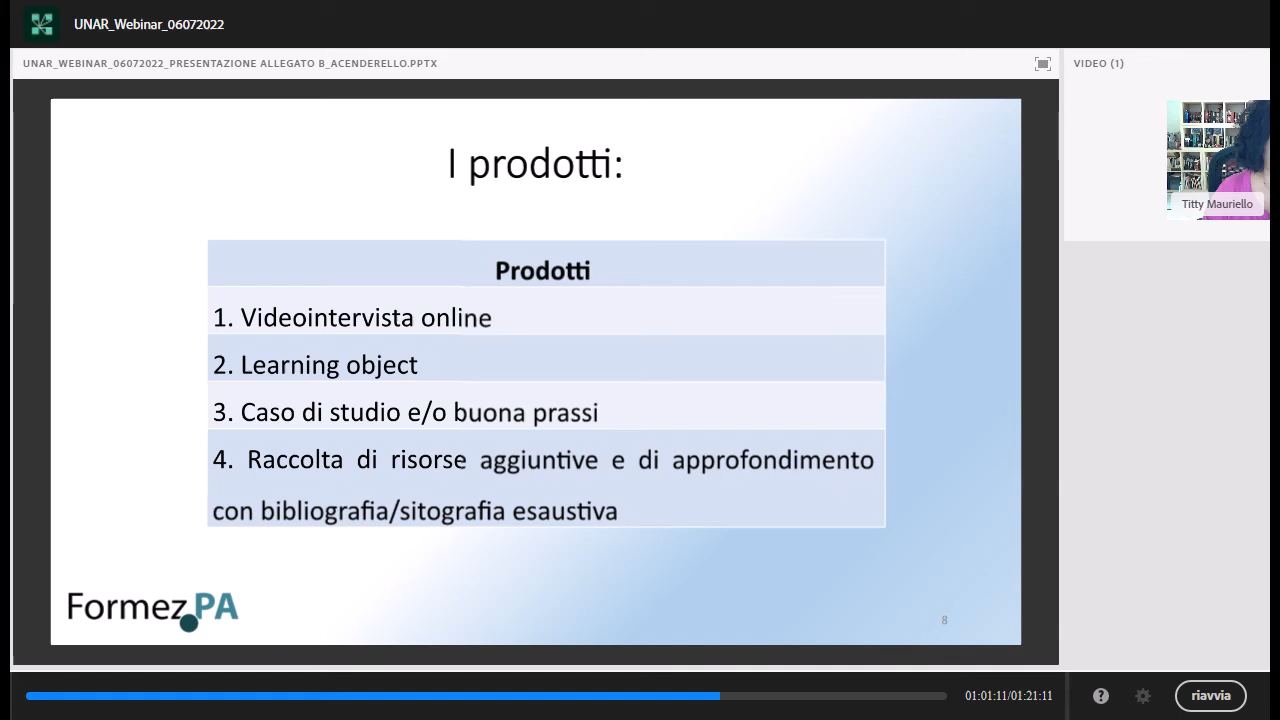 UNAR_Webinar_06072022
UNAR_WEBINAR_06072022_PRESENTAZIONE ALLEGATO B_ACENDERELLO.PPTX
VIDEO (1)
I prodotti:
Prodotti
1. Videointervista online
2. Learning object
3. Caso di studio e/o buona prassi
4. Raccolta di risorse aggiuntive e di approfondimento
con bibliografia/sitografia esaustiva
Formez.PA
8
Titty Mauriello
01:01:11/01:21:11
?
riavvia